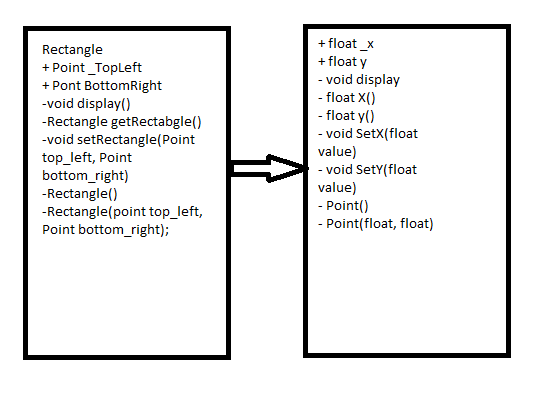 Rectangle
+ Point _TopLeft
+ Pont BottomRight
-void display()
-Rectangle getRectabgle()
-void setRectangle(Point
top_left, Point
bottom_right)
-Rectangle()
-Rectangle(point top_left,
Point bottom_right);
+ float _x
+ float y
- void display
- float X()
- float y()
- void SetX(float
value)
- void SetY(float
value)
- Point()
- Point(float, float)